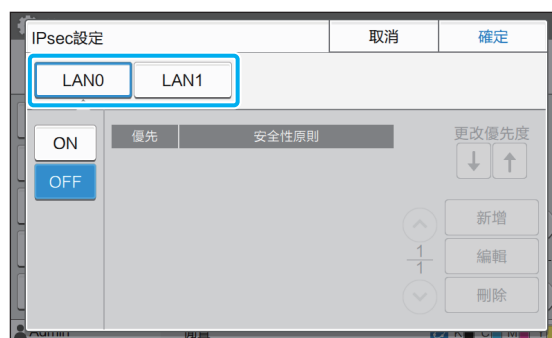 IPsec設定 取消 確定
LAN0 LAN1
ON 優先 安全性原則 更改優先度
OFF
新增
1
1
編輯
刪除
Admin